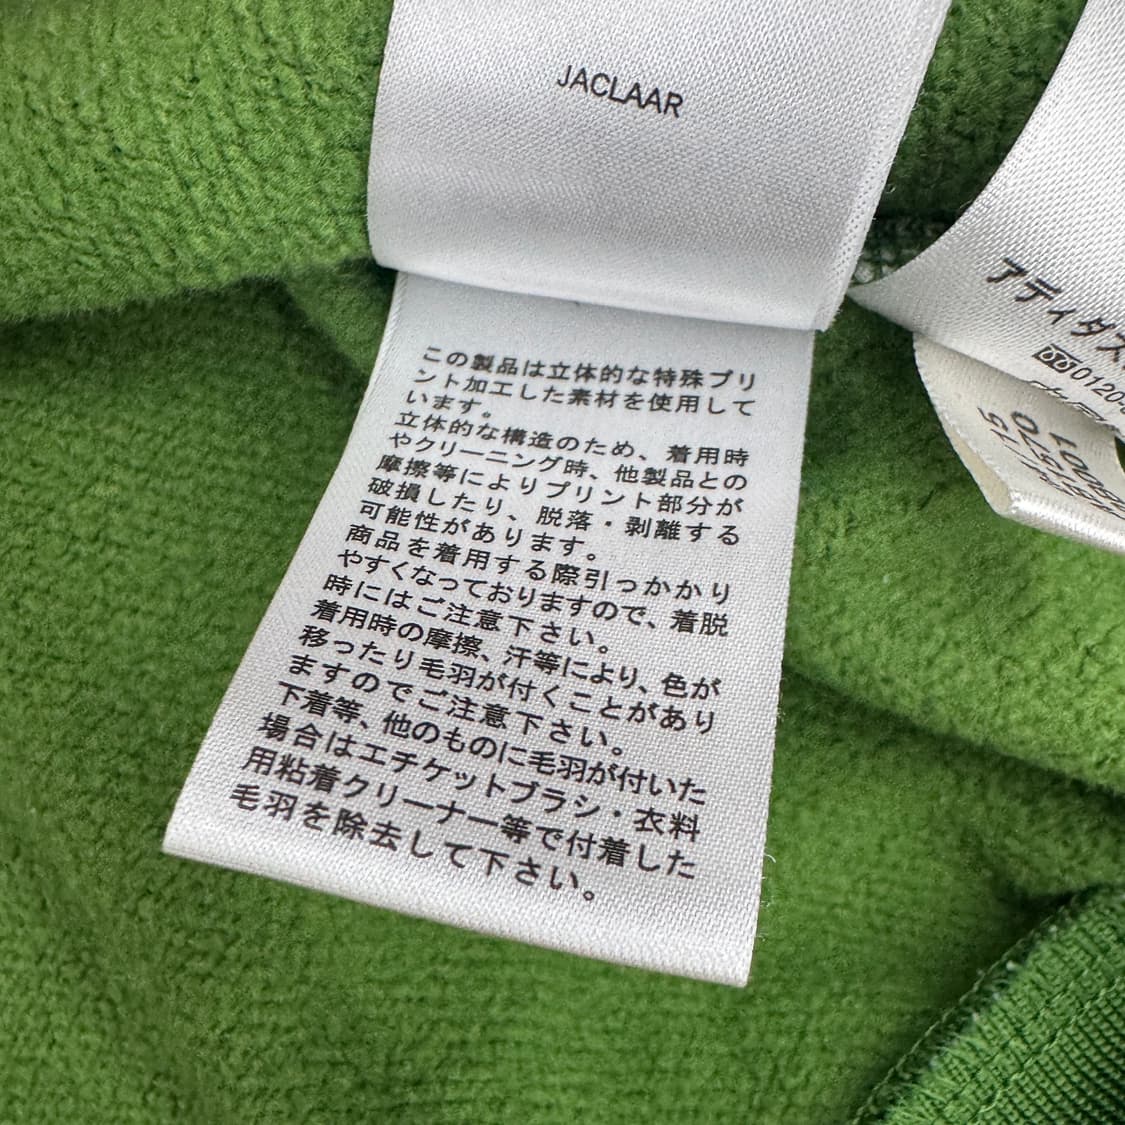 JACLAAR
この製品は立体的な特殊プリ
ント加工した素材を使用して
います。
立体的な構造のため、着用時
やクリーニング時、他製品との
摩擦等によりプリント部分が
破損したり、脱落・剥離する
可能性があります。
商品を着用する際引っかかり
やすくなっておりますので、着脱
時にはご注意下さい。
着用時の摩擦、汗等により、色が
移ったり毛羽が付くことがあり
ますのでご注意下さい。
下着等、他のものに毛羽が付いた
場合はエチケットブラシ・衣料
用粘着クリーナー等で付着した
毛羽を除去して下さい。
アディダス
0120